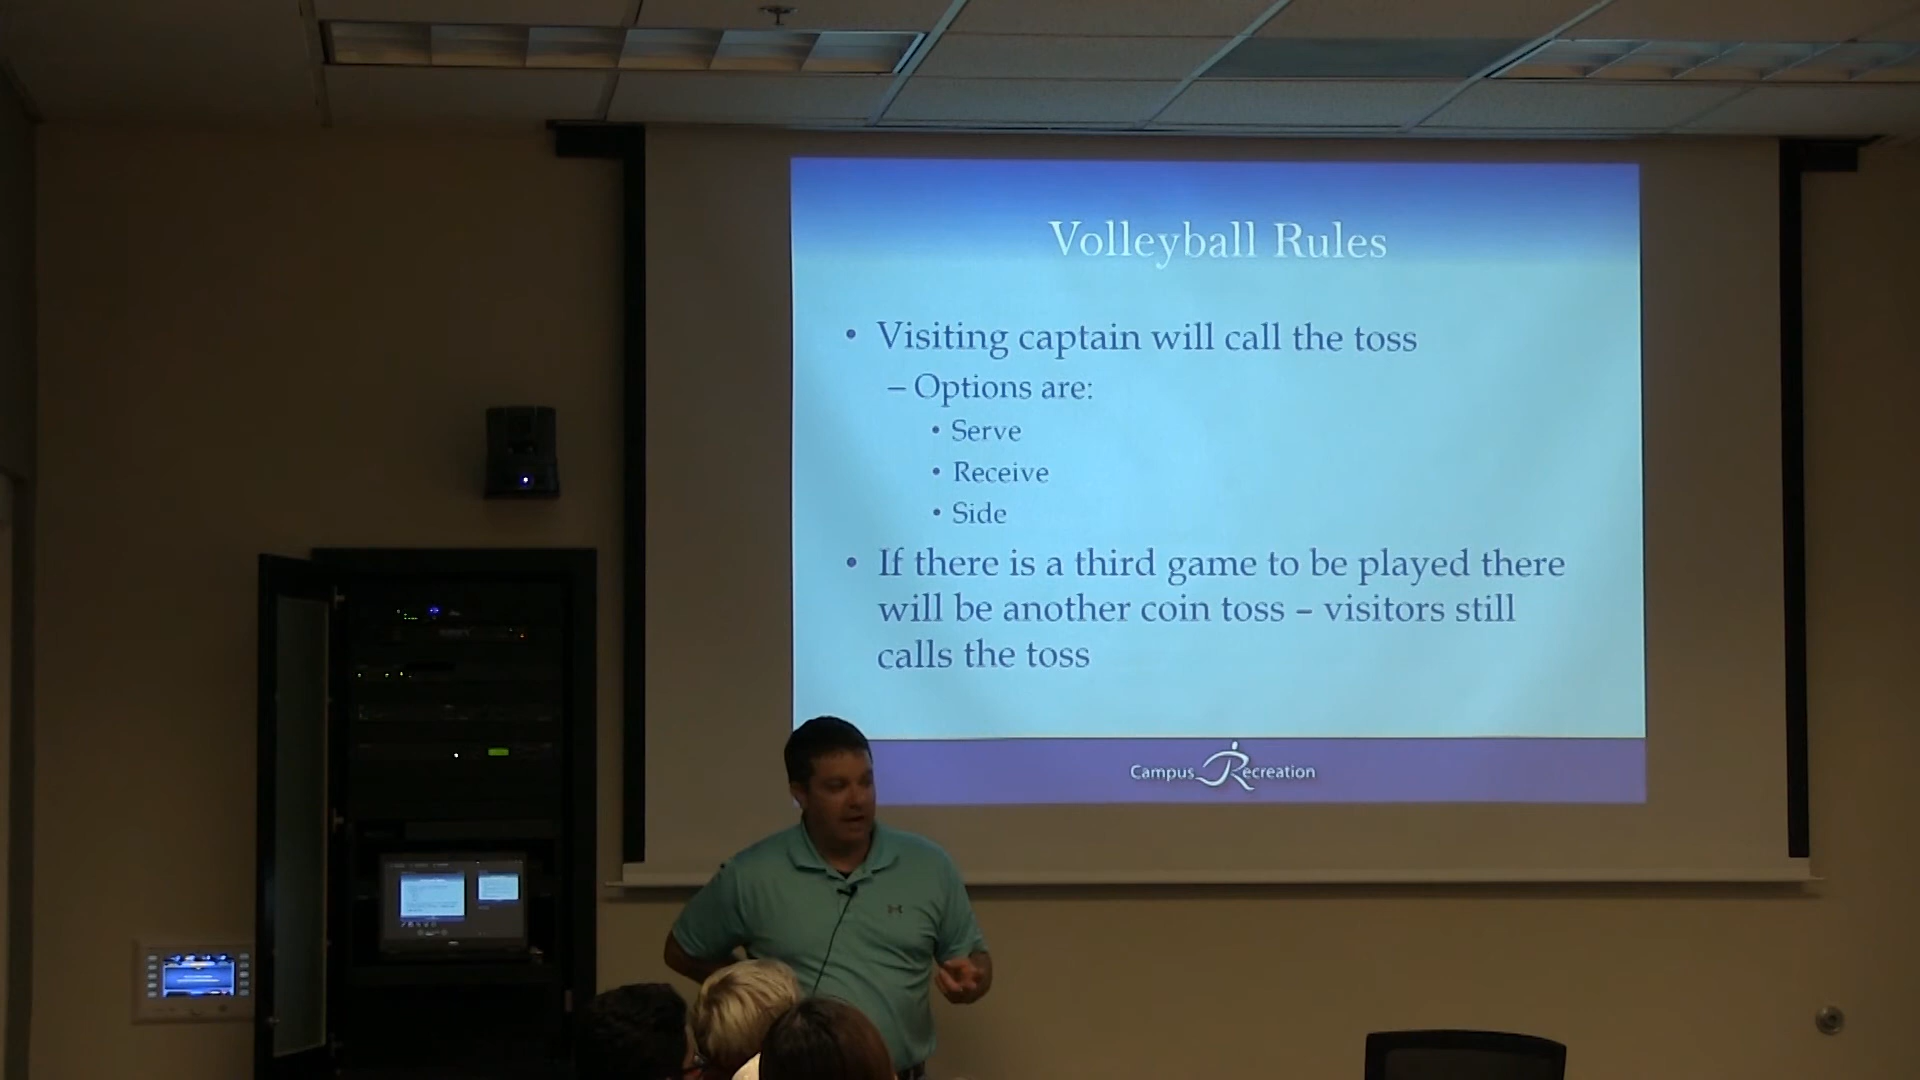 Volleyball Rules
• Visiting captain will call the toss
– Options are:
• Serve
• Receive
• Side
• If there is a third game to be played there
will be another coin toss – visitors still
calls the toss
Campus Recreation